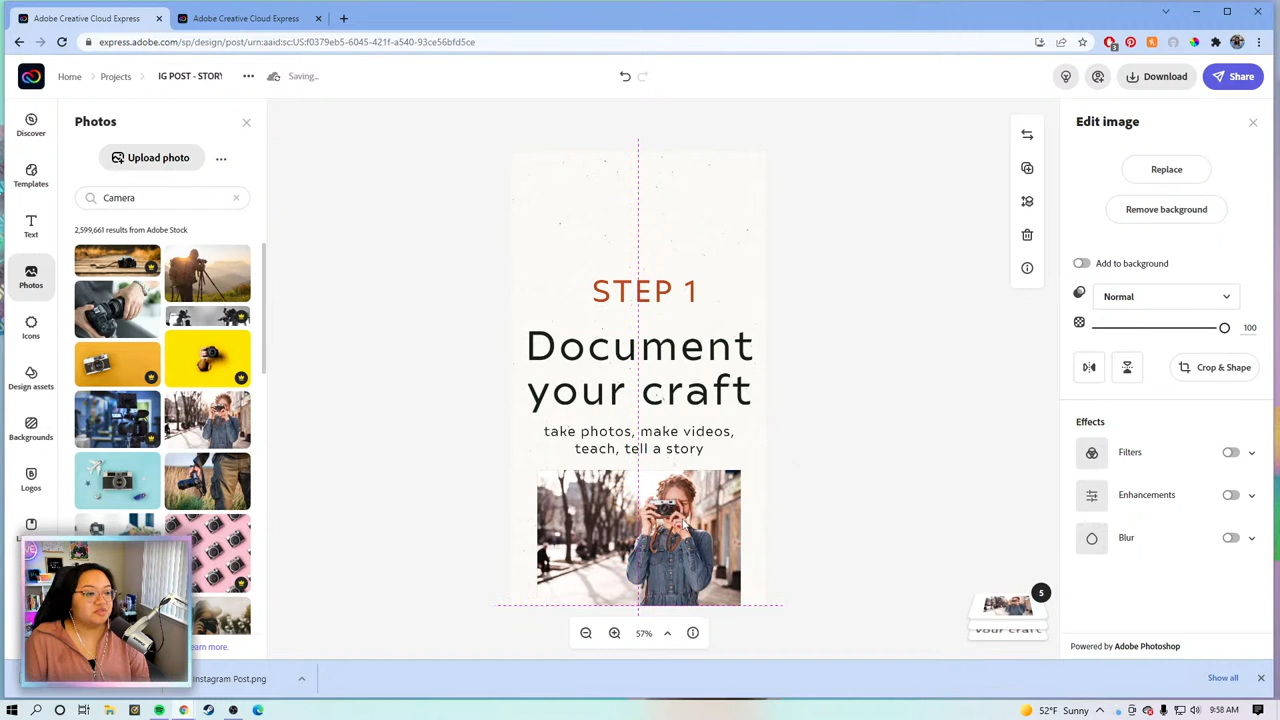 Adobe Creative Cloud Express
Adobe Creative Cloud Express
express.adobe.com/sp/design/post/urn:aaid:sc:US:f0379eb5-6045-421f-a540-93ce56bfd5ce
Home
Projects
IG POST - STORY
Saving...
Download
Share
Discover
Templates
Text
Photos
Icons
Design assets
Backgrounds
Logos
Photos
Upload photo
Camera
2,599,661 results from Adobe Stock
STEP 1
Document
your craft
take photos, make videos,
teach, tell a story
57%
5
your craft
Edit image
Replace
Remove background
Add to background
Normal
100
Crop & Shape
Effects
Filters
Enhancements
Blur
Powered by Adobe Photoshop
earn more.
nstagram Post.png
Show all
52°F Sunny
9:58 AM